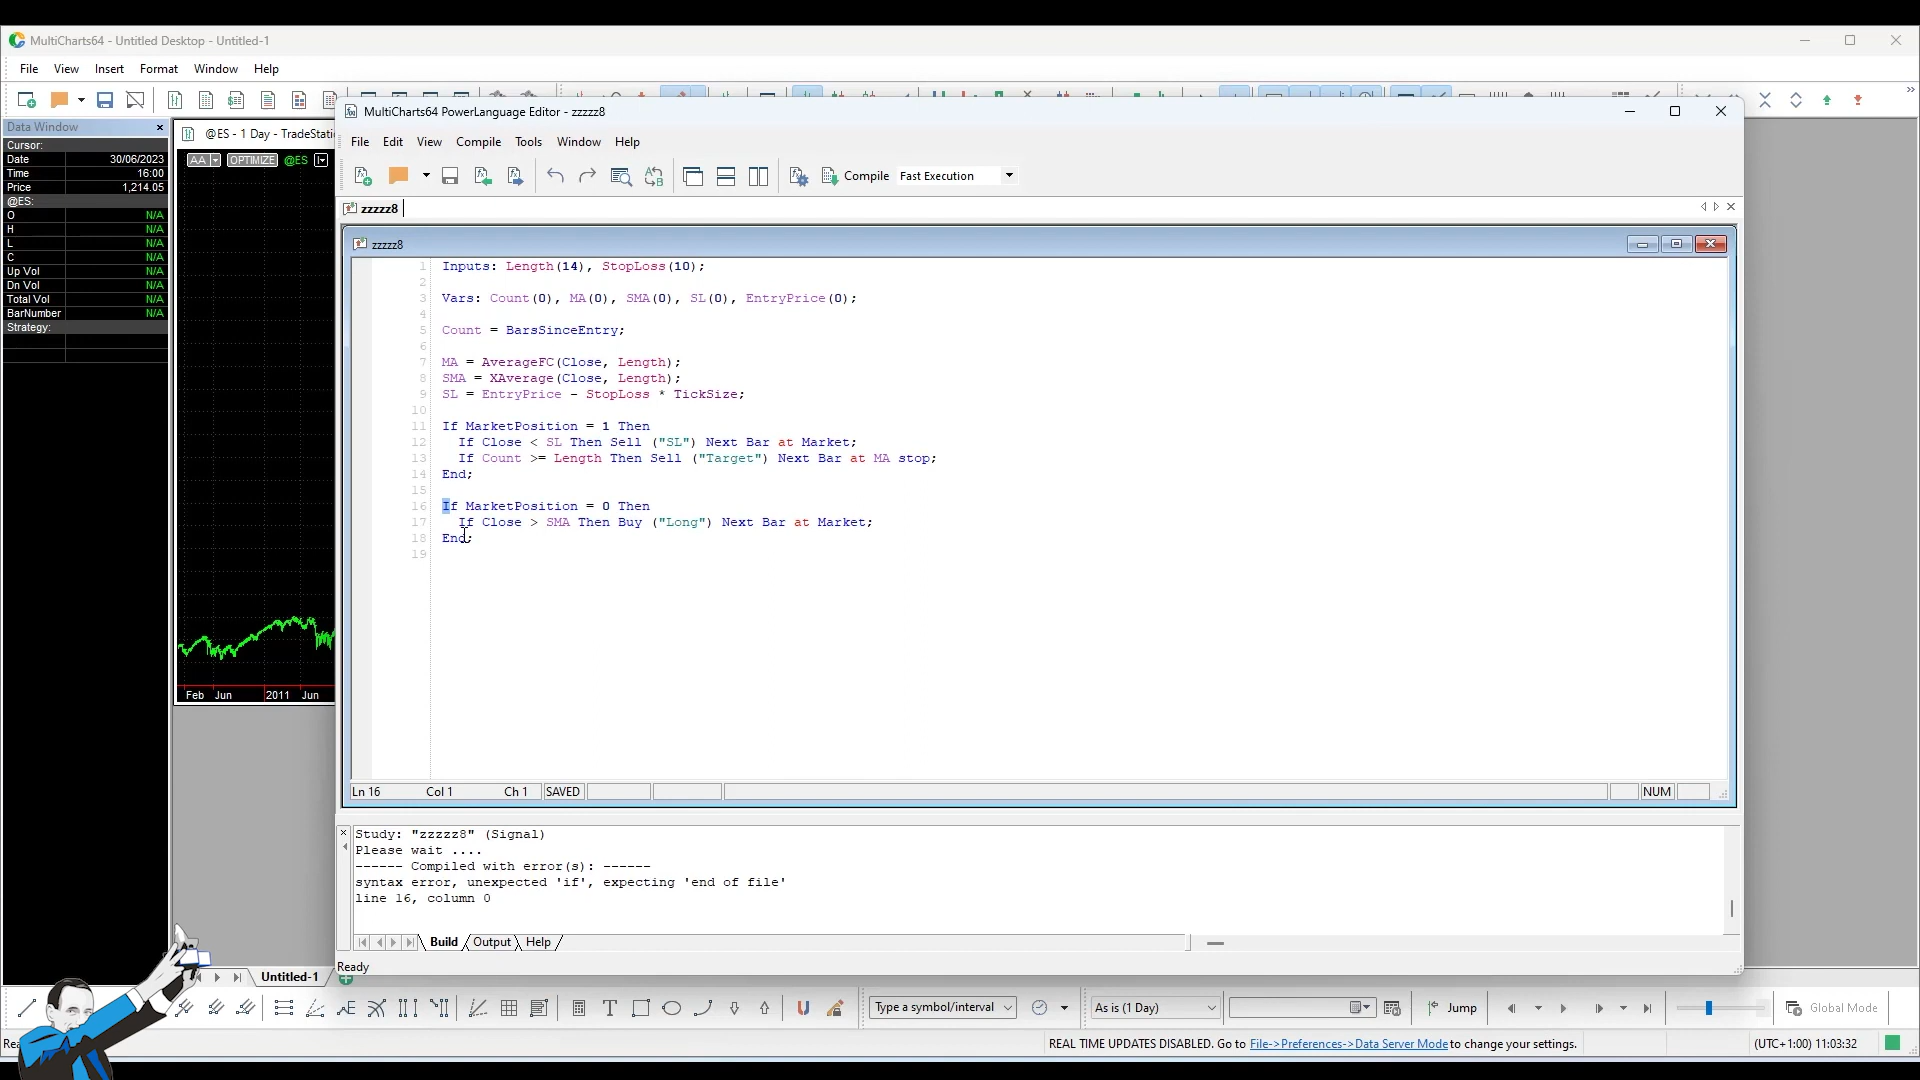 MultiCharts64 - Untitled Desktop - Untitled-1
File View Insert Format Window Help
Data Window
Cursor:
Date 30/06/2023
Time 16:00
Price 1,214.05
@ES:
O N/A
H N/A
L N/A
C N/A
Up Vol N/A
Dn Vol N/A
Total Vol N/A
BarNumber N/A
Strategy:
@ES - 1 Day - TradeStati
AA OPTIMIZE @ES
Feb Jun 2011 Jun
MultiCharts64 PowerLanguage Editor - zzzzz8
File Edit View Compile Tools Window Help
Compile Fast Execution
zzzzz8
zzzzz8
1 Inputs: Length(14), StopLoss(10);
2
3 Vars: Count(0), MA(0), SMA(0), SL(0), EntryPrice(0);
4
5 Count = BarsSinceEntry;
6
7 MA = AverageFC(Close, Length);
8 SMA = XAverage(Close, Length);
9 SL = EntryPrice - StopLoss * TickSize;
10
11 If MarketPosition = 1 Then
12 If Close < SL Then Sell ("SL") Next Bar at Market;
13 If Count >= Length Then Sell ("Target") Next Bar at MA stop;
14 End;
15
16 If MarketPosition = 0 Then
17 If Close > SMA Then Buy ("Long") Next Bar at Market;
18 End;
19
Ln 16 Col 1 Ch 1 SAVED NUM
Study: "zzzzz8" (Signal)
Please wait ....
------ Compiled with error(s): ------
syntax error, unexpected 'if', expecting 'end of file'
line 16, column 0
Build Output Help
Ready
Untitled-1
Type a symbol/interval As is (1 Day) Jump Global Mode
Rea
REAL TIME UPDATES DISABLED. Go to File->Preferences->Data Server Mode to change your settings. (UTC+1:00) 11:03:32